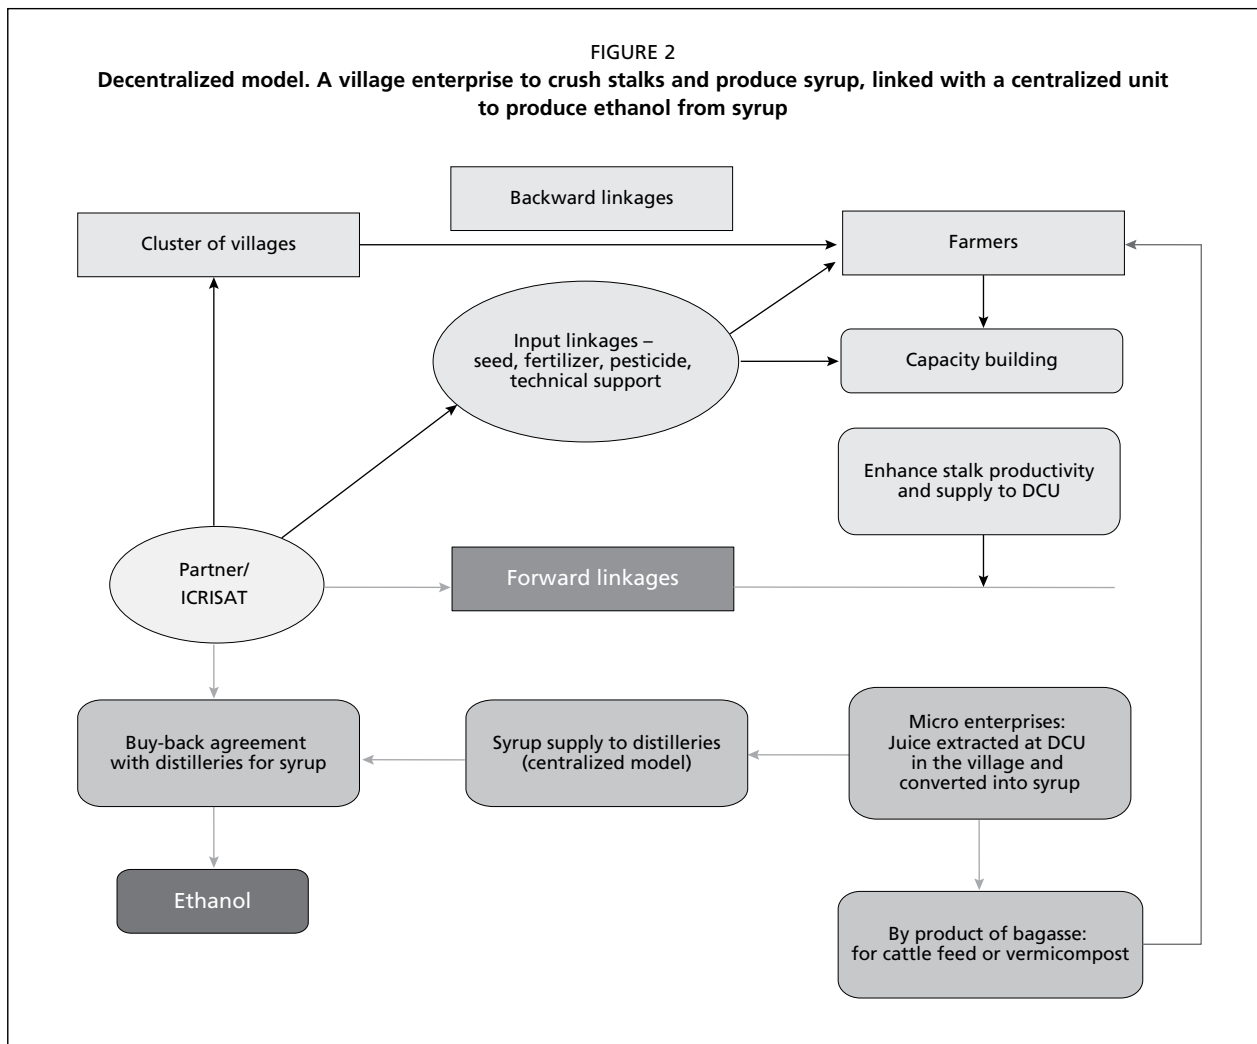 FIGURE 2
Decentralized model. A village enterprise to crush stalks and produce syrup, linked with a centralized unit
to produce ethanol from syrup
Backward linkages
Cluster of villages
Farmers
Input linkages –
seed, fertilizer, pesticide,
technical support
Capacity building
Enhance stalk productivity
and supply to DCU
Partner/
ICRISAT
Forward linkages
Buy-back agreement
with distilleries for syrup
Syrup supply to distilleries
(centralized model)
Micro enterprises:
Juice extracted at DCU
in the village and
converted into syrup
Ethanol
By product of bagasse:
for cattle feed or vermicompost